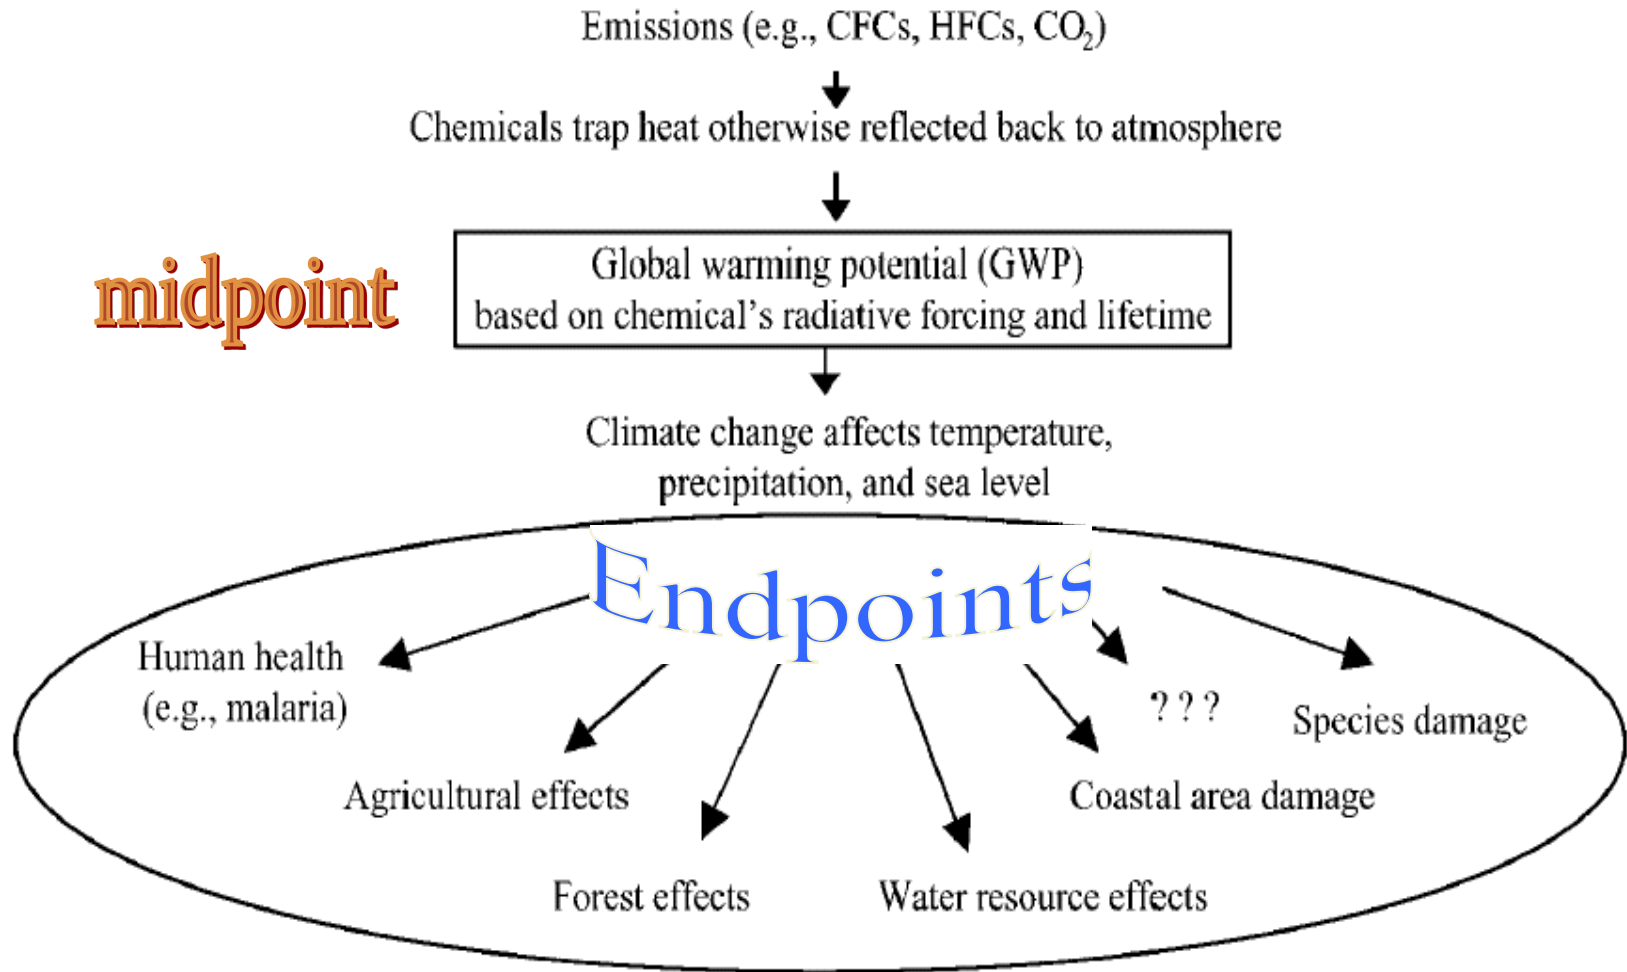 Emissions (e.g., CFCs, HFCs, CO₂)
Chemicals trap heat otherwise reflected back to atmosphere
midpoint
Global warming potential (GWP)
based on chemical's radiative forcing and lifetime
Climate change affects temperature,
precipitation, and sea level
Endpoints
Human health
(e.g., malaria)
? ? ?
Species damage
Agricultural effects
Coastal area damage
Forest effects
Water resource effects